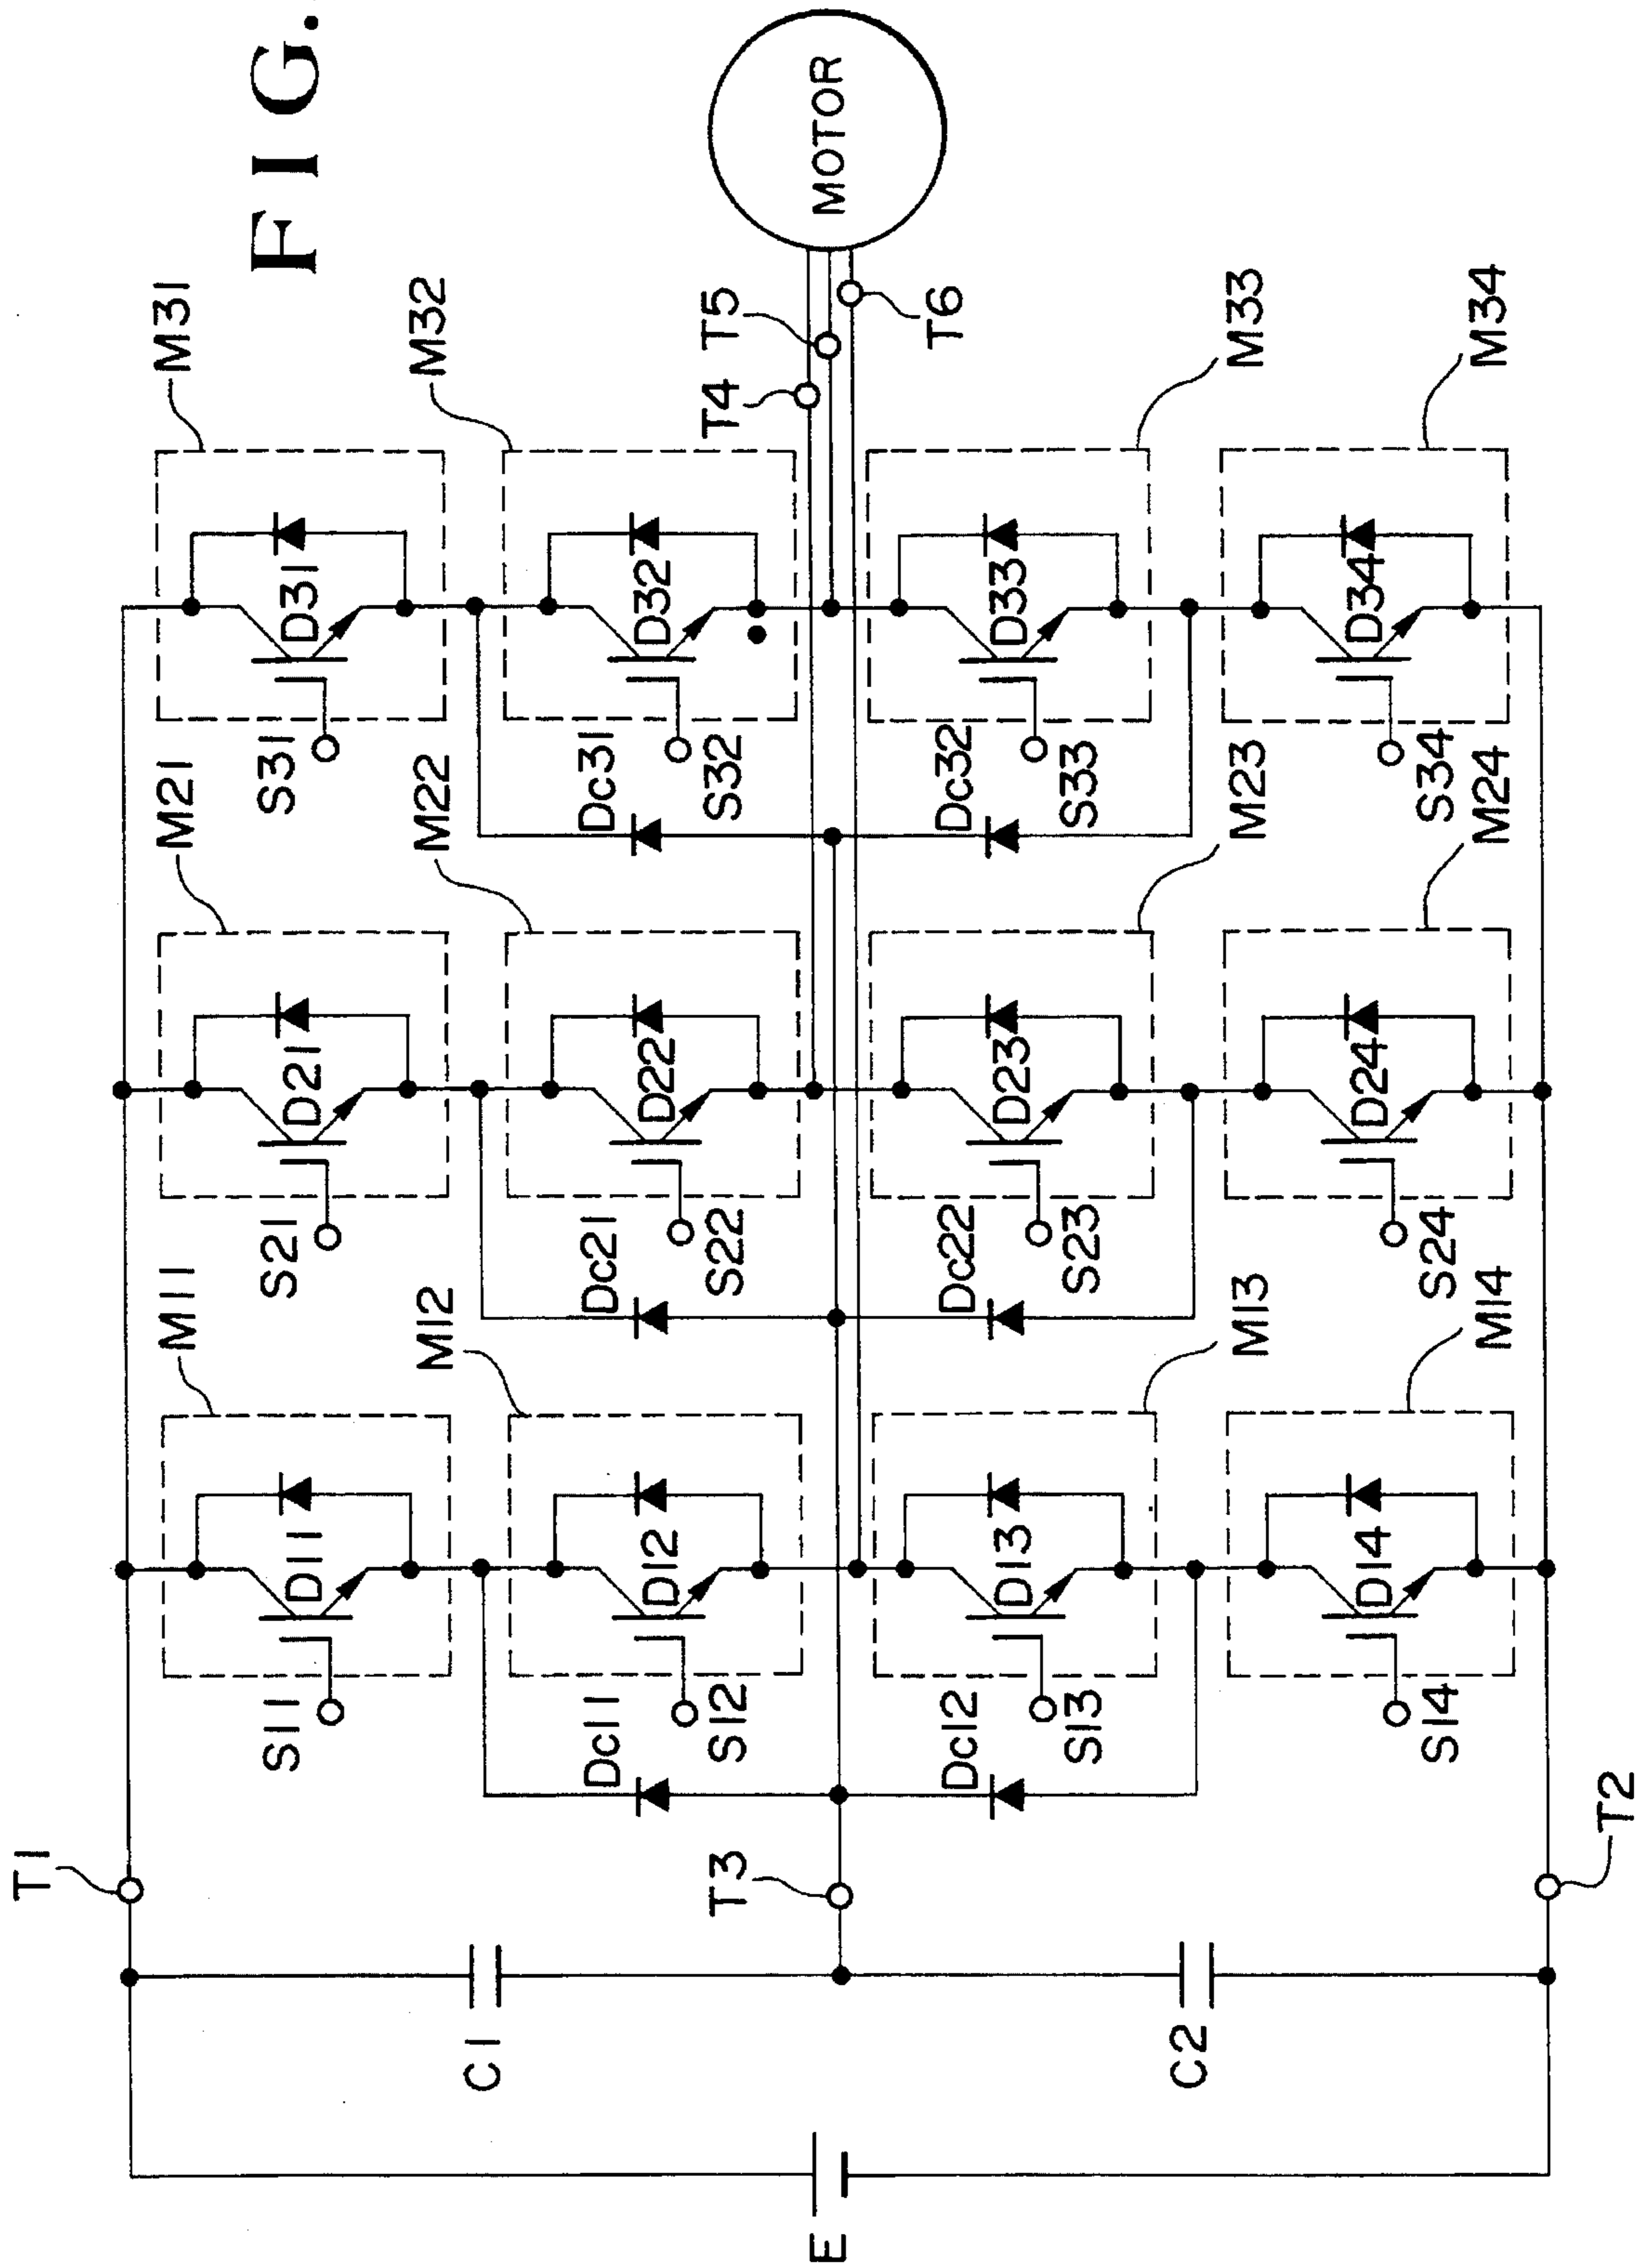 FIG.
T1
M11
M21
M31
S11
D11
S21
D21
S31
D31
C1
M12
M22
M32
Dc11
D12
S12
Dc21
D22
S22
Dc31
D32
S32
T3
T4
T5
T6
E
MOTOR
Dc12
D13
S13
Dc22
D23
S23
Dc32
D33
S33
C2
M13
M23
M33
D14
S14
D24
S24
D34
S34
M14
M24
M34
T2